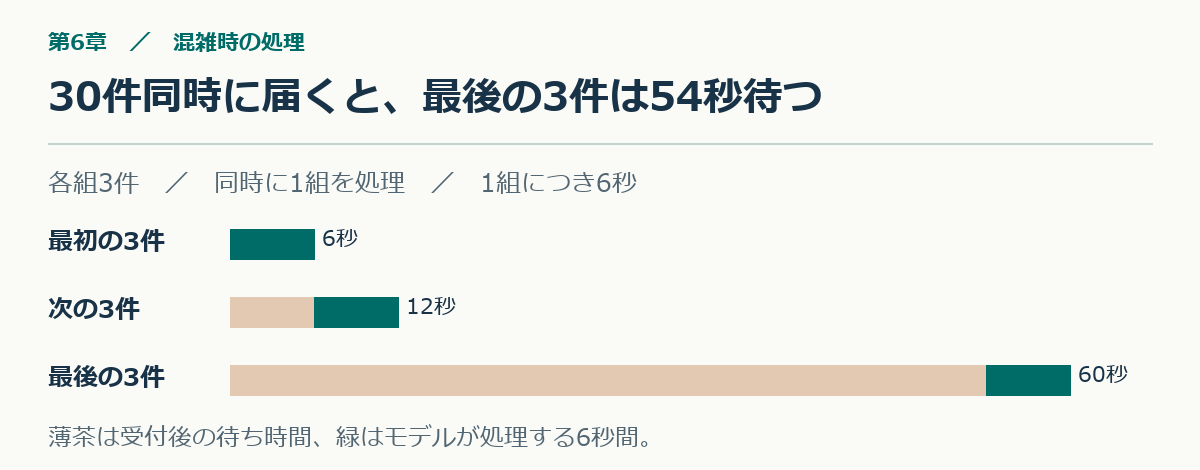 第6章　／　混雑時の処理
30件同時に届くと、最後の3件は54秒待つ
各組3件　／　同時に1組を処理　／　1組につき6秒
最初の3件　6秒
次の3件　12秒
最後の3件　60秒
薄茶は受付後の待ち時間、緑はモデルが処理する6秒間。